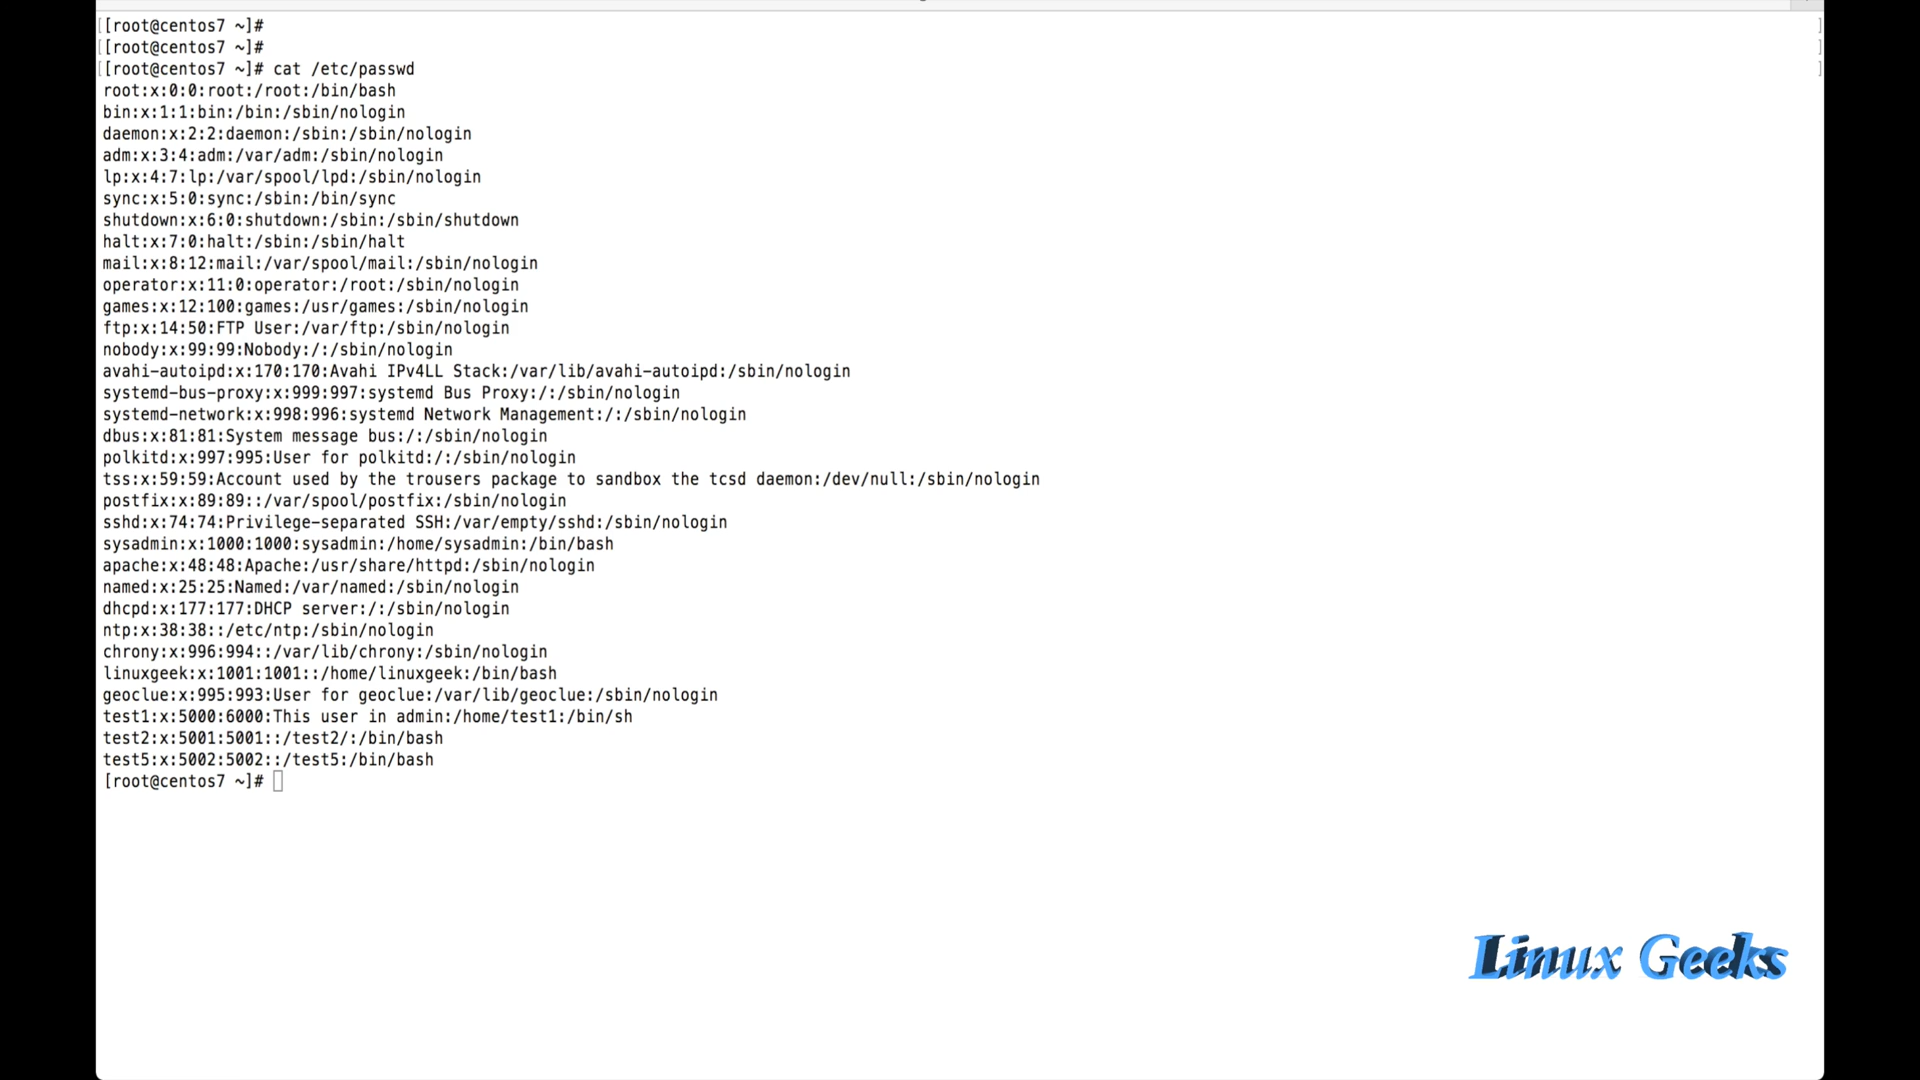 [[root@centos7 ~]# ]
[[root@centos7 ~]# ]
[[root@centos7 ~]# cat /etc/passwd ]
root:x:0:0:root:/root:/bin/bash
bin:x:1:1:bin:/bin:/sbin/nologin
daemon:x:2:2:daemon:/sbin:/sbin/nologin
adm:x:3:4:adm:/var/adm:/sbin/nologin
lp:x:4:7:lp:/var/spool/lpd:/sbin/nologin
sync:x:5:0:sync:/sbin:/bin/sync
shutdown:x:6:0:shutdown:/sbin:/sbin/shutdown
halt:x:7:0:halt:/sbin:/sbin/halt
mail:x:8:12:mail:/var/spool/mail:/sbin/nologin
operator:x:11:0:operator:/root:/sbin/nologin
games:x:12:100:games:/usr/games:/sbin/nologin
ftp:x:14:50:FTP User:/var/ftp:/sbin/nologin
nobody:x:99:99:Nobody:/:/sbin/nologin
avahi-autoipd:x:170:170:Avahi IPv4LL Stack:/var/lib/avahi-autoipd:/sbin/nologin
systemd-bus-proxy:x:999:997:systemd Bus Proxy:/:/sbin/nologin
systemd-network:x:998:996:systemd Network Management:/:/sbin/nologin
dbus:x:81:81:System message bus:/:/sbin/nologin
polkitd:x:997:995:User for polkitd:/:/sbin/nologin
tss:x:59:59:Account used by the trousers package to sandbox the tcsd daemon:/dev/null:/sbin/nologin
postfix:x:89:89::/var/spool/postfix:/sbin/nologin
sshd:x:74:74:Privilege-separated SSH:/var/empty/sshd:/sbin/nologin
sysadmin:x:1000:1000:sysadmin:/home/sysadmin:/bin/bash
apache:x:48:48:Apache:/usr/share/httpd:/sbin/nologin
named:x:25:25:Named:/var/named:/sbin/nologin
dhcpd:x:177:177:DHCP server:/:/sbin/nologin
ntp:x:38:38::/etc/ntp:/sbin/nologin
chrony:x:996:994::/var/lib/chrony:/sbin/nologin
linuxgeek:x:1001:1001::/home/linuxgeek:/bin/bash
geoclue:x:995:993:User for geoclue:/var/lib/geoclue:/sbin/nologin
test1:x:5000:6000:This user in admin:/home/test1:/bin/sh
test2:x:5001:5001::/test2/:/bin/bash
test5:x:5002:5002::/test5:/bin/bash
[root@centos7 ~]#
Linux Geeks